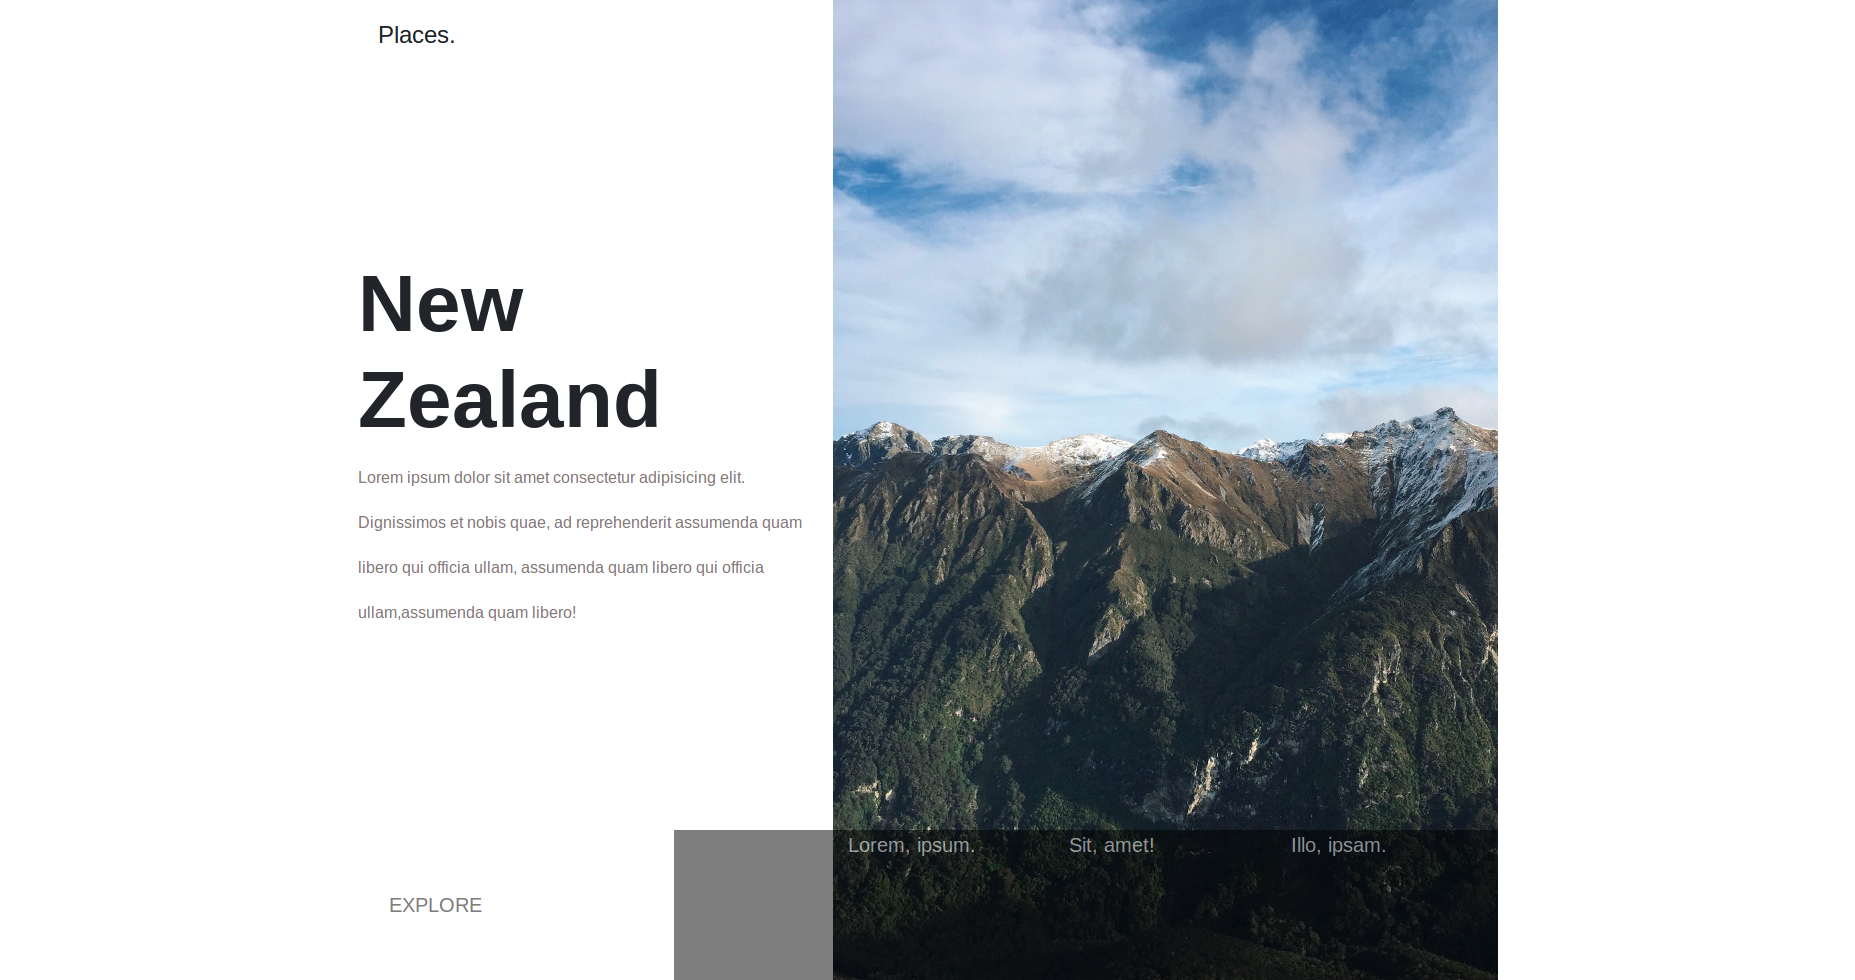 Places.
New
Zealand
Lorem ipsum dolor sit amet consectetur adipisicing elit.
Dignissimos et nobis quae, ad reprehenderit assumenda quam
libero qui officia ullam, assumenda quam libero qui officia
ullam,assumenda quam libero!
Lorem, ipsum.
Sit, amet!
Illo, ipsam.
EXPLORE